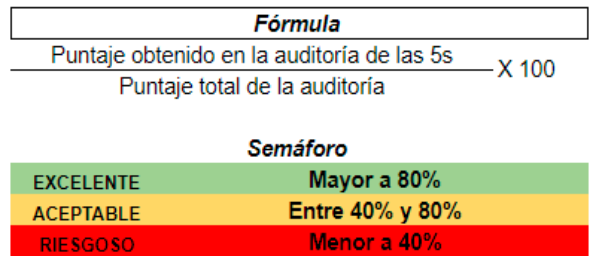 Fórmula
Puntaje obtenido en la auditoría de las 5s
X 100
Puntaje total de la auditoría
Semáforo
EXCELENTE Mayor a 80%
ACEPTABLE Entre 40% y 80%
RIESGOSO Menor a 40%